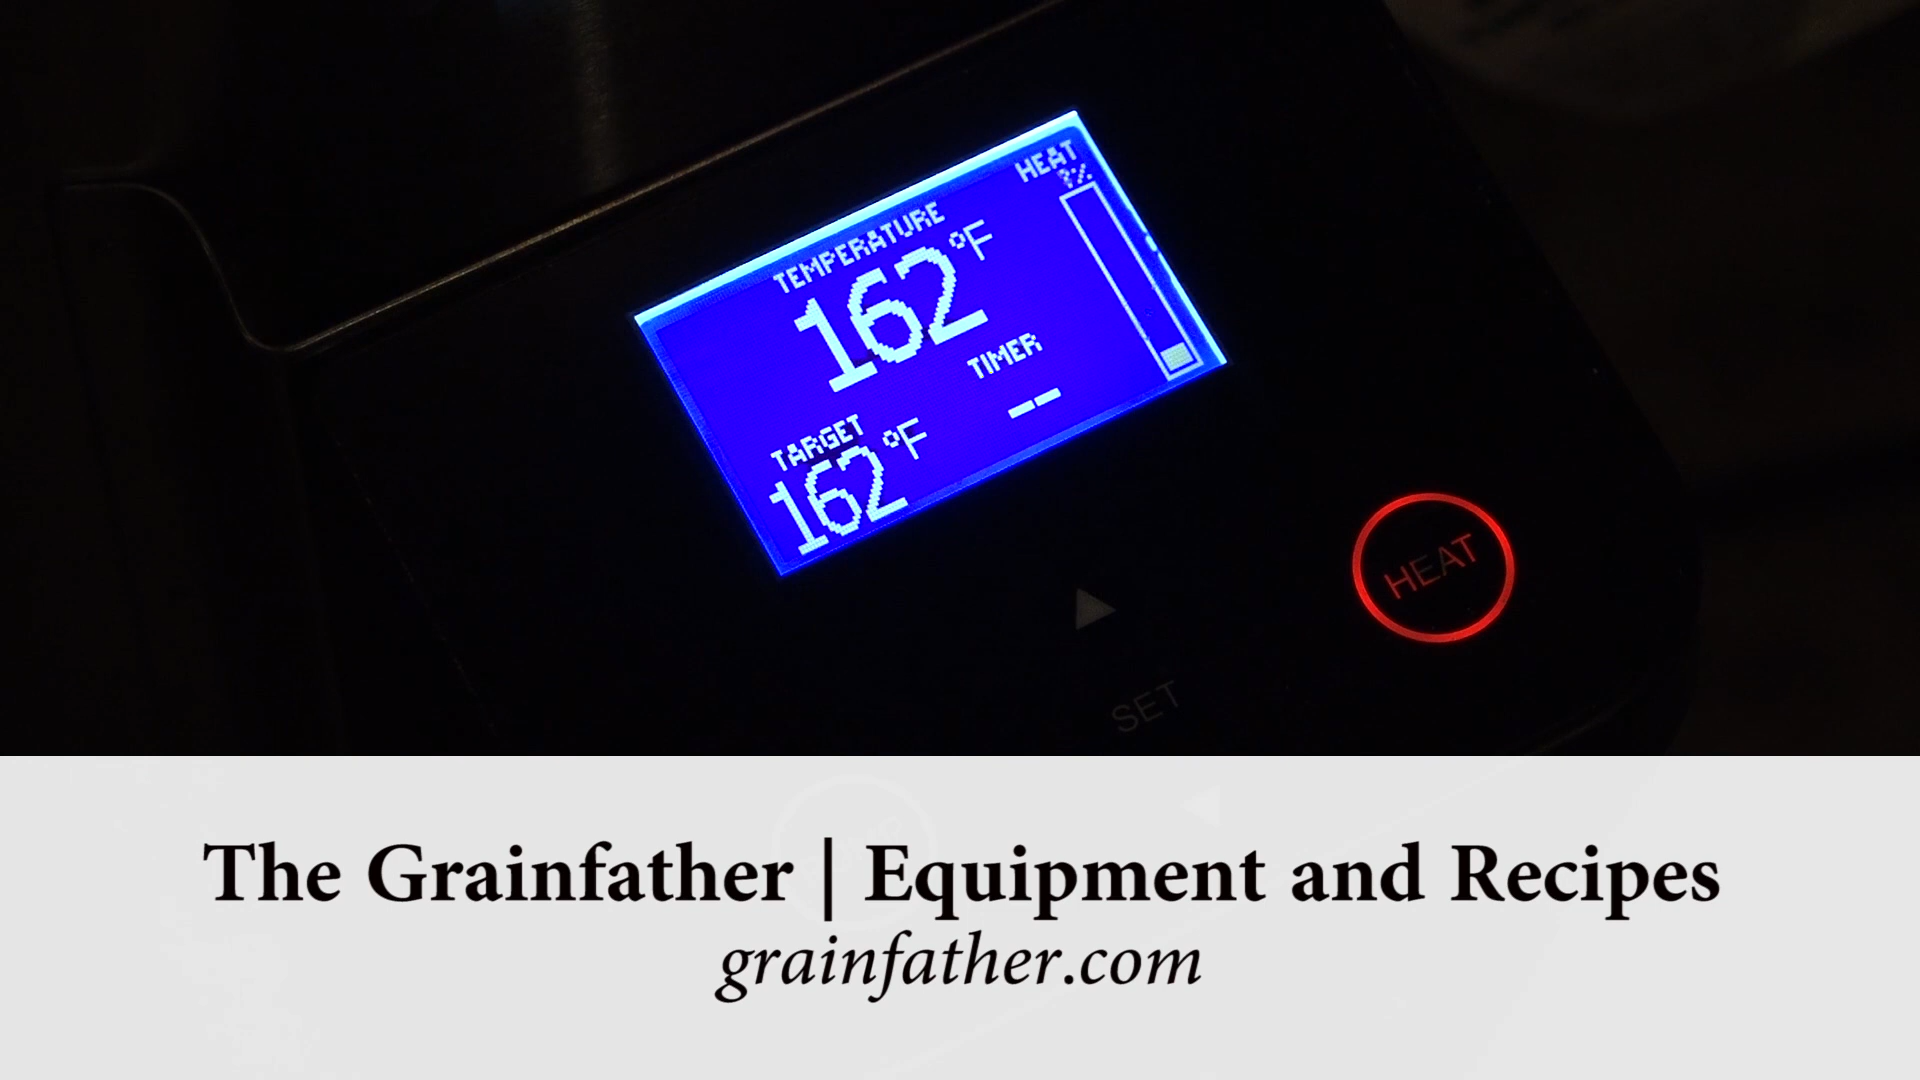 HEAT
TEMPERATURE
162 °F
TIMER
--
TARGET
162 °F
HEAT
SET
The Grainfather | Equipment and Recipes
grainfather.com